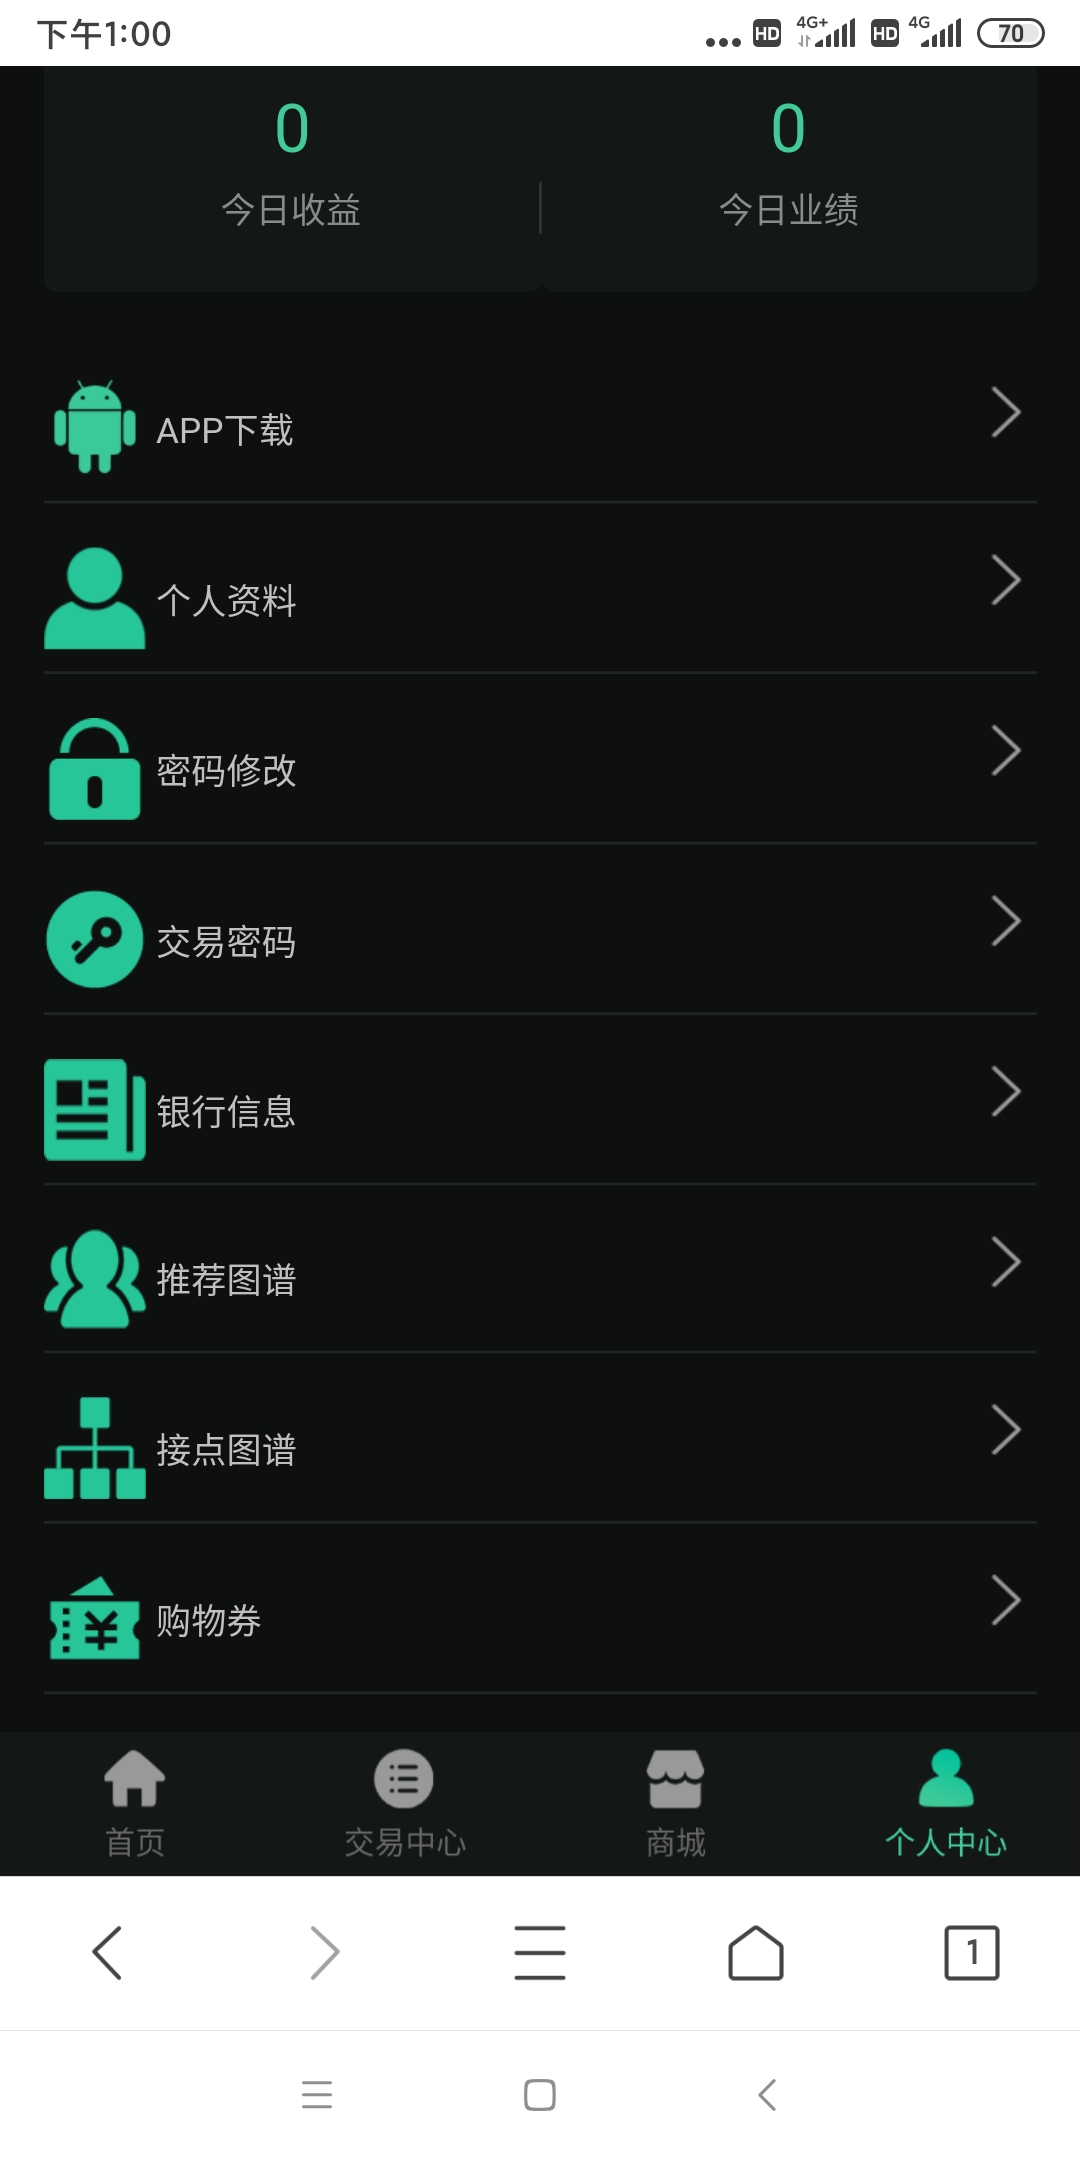 下午1:00
HD 4G+ HD 4G 70
0 0
今日收益 今日业绩
APP下载
个人资料
密码修改
交易密码
银行信息
推荐图谱
接点图谱
¥ 购物券
首页 交易中心 商城 个人中心
1